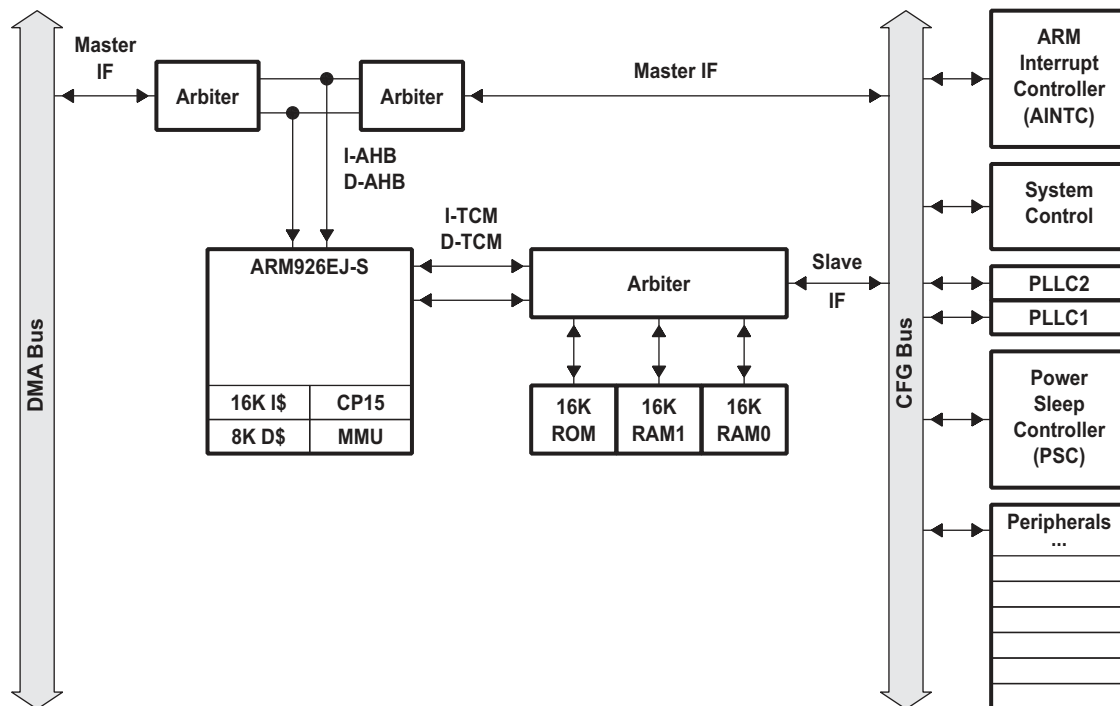 Master
IF
Arbiter
Arbiter
Master IF
ARM
Interrupt
Controller
(AINTC)
I-AHB
D-AHB
System
Control
I-TCM
D-TCM
ARM926EJ-S
Arbiter
Slave
IF
PLLC2
PLLC1
DMA Bus
CFG Bus
16K I$
CP15
8K D$
MMU
16K
ROM
16K
RAM1
16K
RAM0
Power
Sleep
Controller
(PSC)
Peripherals
...